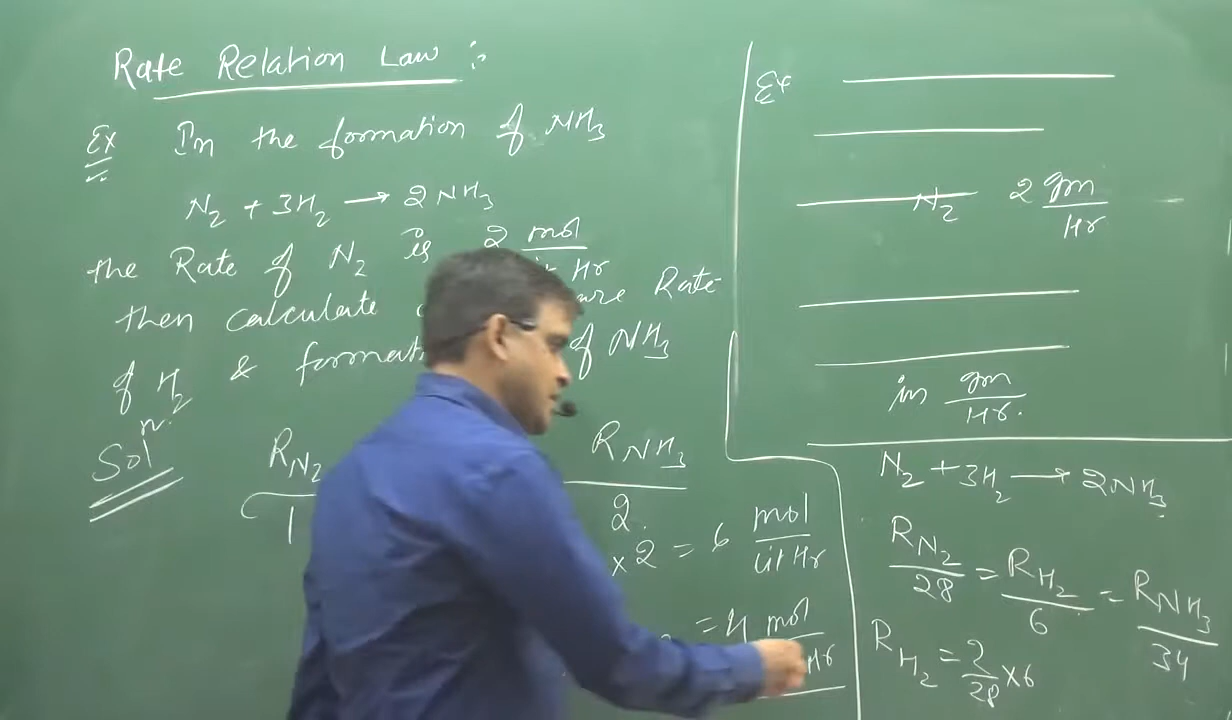 Rate Relation Law :-
Ex In the formation of NH3
N2 + 3H2 → 2NH3
the Rate of N2 is 2 mol
Hr
then calculate Rate
of H2 & of NH3
Soln.
RN2 / 1 RNH3 / 2.
×2 = 6 mol / Lit Hr
= 4 mol / Hr
Ex
N2 2 gm / Hr
in gm / Hr.
N2 + 3H2 → 2NH3
RN2 / 28 = RH2 / 6 = RNH3 / 34
RH2 = 2 / 28 × 6